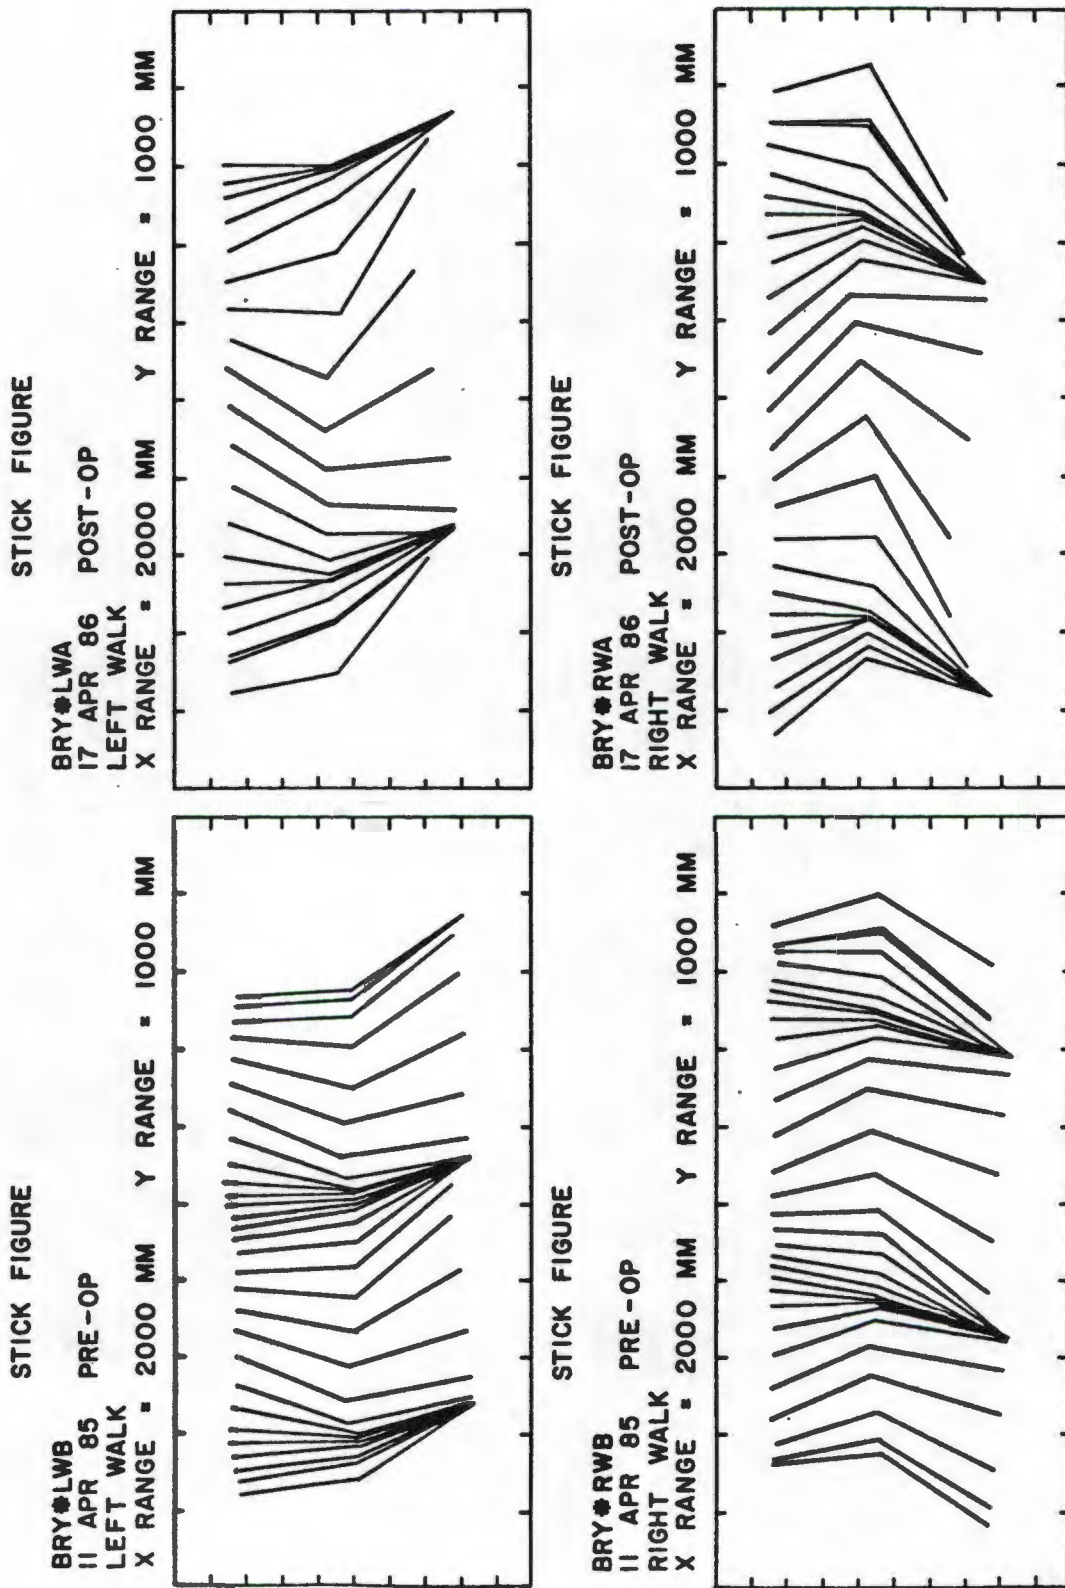 STICK FIGURE
BRY*LWB
11 APR 85 PRE-OP
LEFT WALK
X RANGE = 2000 MM Y RANGE = 1000 MM
STICK FIGURE
BRY*LWA
17 APR 86 POST-OP
LEFT WALK
X RANGE = 2000 MM Y RANGE = 1000 MM
STICK FIGURE
BRY*RWB
11 APR 85 PRE-OP
RIGHT WALK
X RANGE = 2000 MM Y RANGE = 1000 MM
STICK FIGURE
BRY*RWA
17 APR 86 POST-OP
RIGHT WALK
X RANGE = 2000 MM Y RANGE = 1000 MM